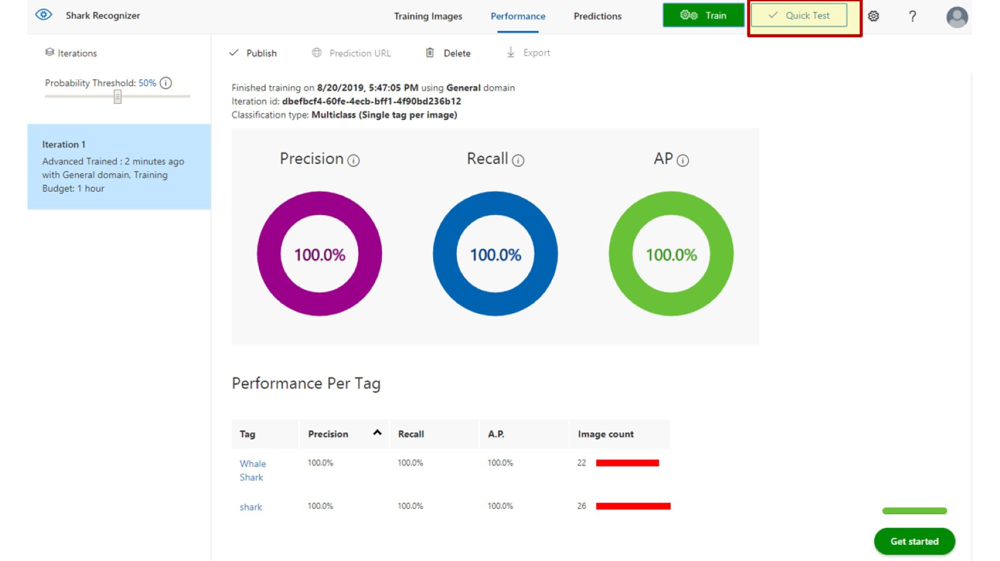 Shark Recognizer
Training Images
Performance
Predictions
Train
Quick Test
?
Iterations
Probability Threshold: 50%
Iteration 1
Advanced Trained : 2 minutes ago
with General domain, Training
Budget: 1 hour
Publish
Prediction URL
Delete
Export
Finished training on 8/20/2019, 5:47:05 PM using General domain
Iteration id: dbefbcf4-60fe-4ecb-bff1-4f90bd236b12
Classification type: Multiclass (Single tag per image)
Precision
Recall
AP
100.0%
100.0%
100.0%
Performance Per Tag
Tag Precision Recall A.P. Image count
Whale
Shark
100.0% 100.0% 100.0% 22
shark 100.0% 100.0% 100.0% 26
Get started